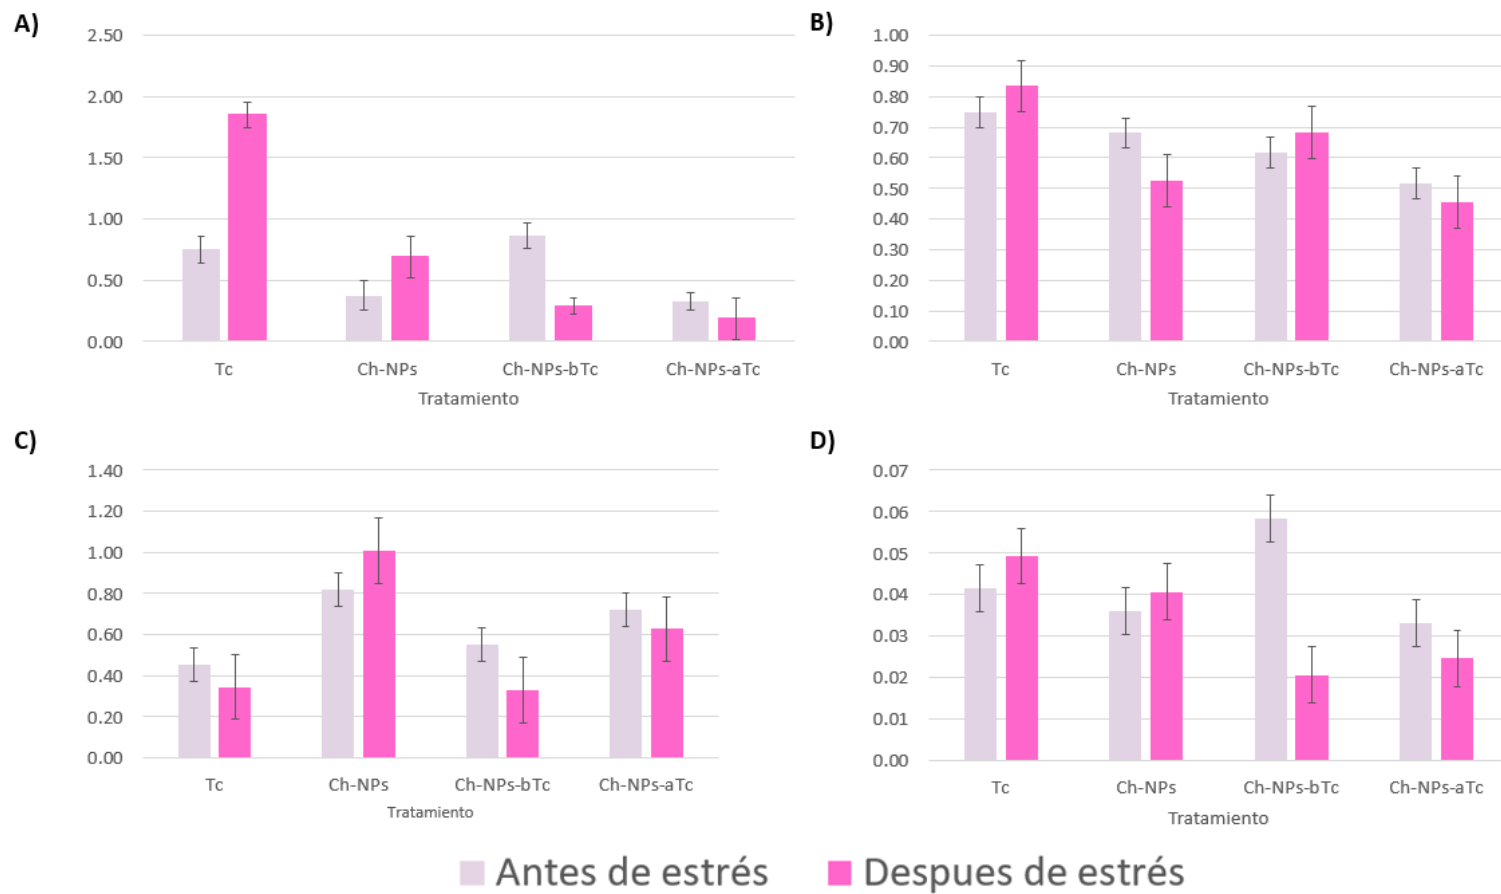 A)
2.50
2.00
1.50
1.00
0.50
0.00
Tc Ch-NPs Ch-NPs-bTc Ch-NPs-aTc
Tratamiento
B)
1.00
0.90
0.80
0.70
0.60
0.50
0.40
0.30
0.20
0.10
0.00
Tc Ch-NPs Ch-NPs-bTc Ch-NPs-aTc
Tratamiento
C)
1.40
1.20
1.00
0.80
0.60
0.40
0.20
0.00
Tc Ch-NPs Ch-NPs-bTc Ch-NPs-aTc
Tratamiento
D)
0.07
0.06
0.05
0.04
0.03
0.02
0.01
0.00
Tc Ch-NPs Ch-NPs-bTc Ch-NPs-aTc
Tratamiento
Antes de estrés Despues de estrés